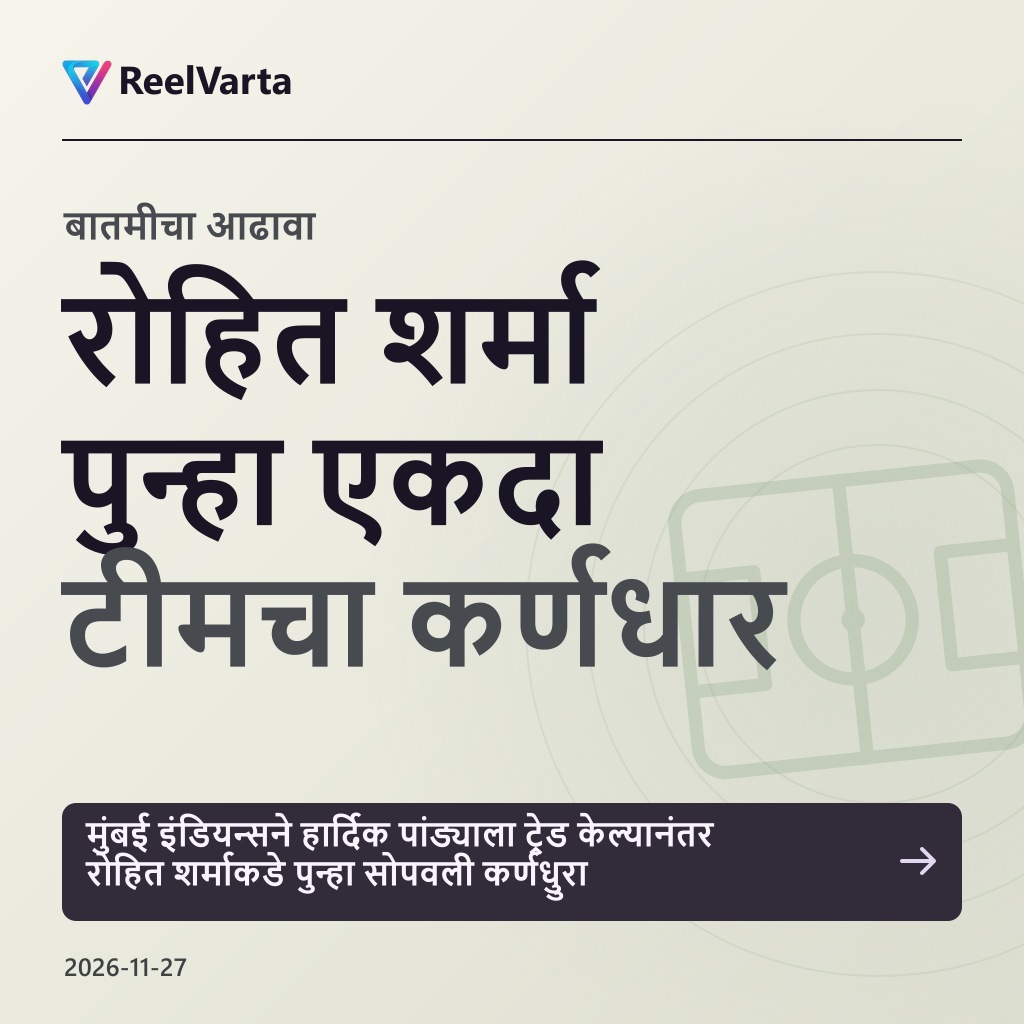 ReelVarta
बातमीचा आढावा
रोहित शर्मा
पुन्हा एकदा
टीमचा कर्णधार
मुंबई इंडियन्सने हार्दिक पांड्याला ट्रेड केल्यानंतर
रोहित शर्माकडे पुन्हा सोपवली कर्णधुरा
2026-11-27